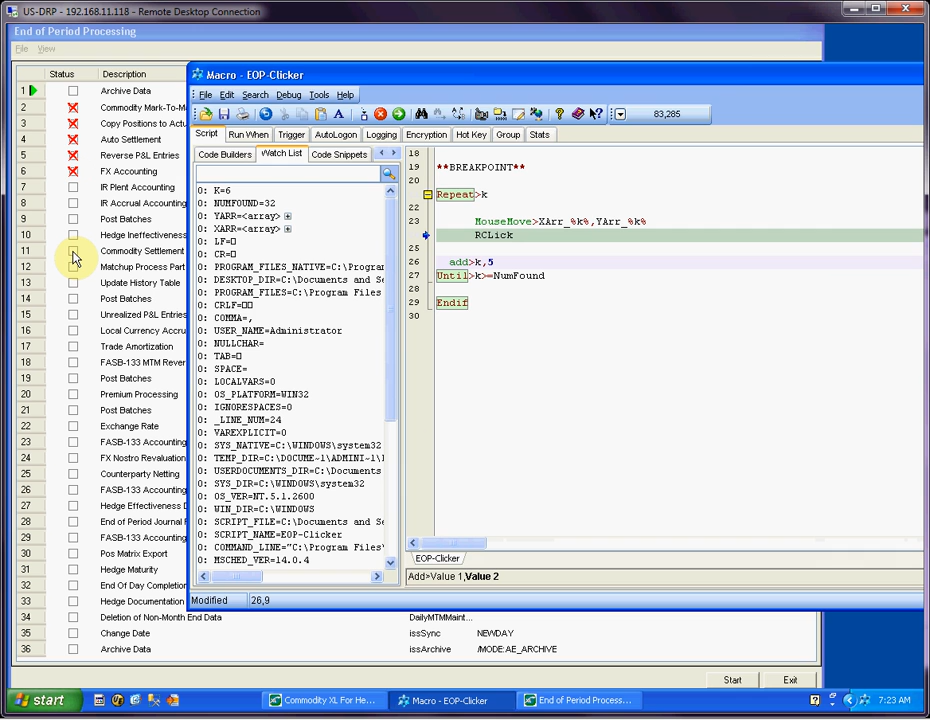 US-DRP - 192.168.11.118 - Remote Desktop Connection
End of Period Processing
File View
Status Description
1 Archive Data
2 Commodity Mark-To-M
3 Copy Positions to Actu
4 Auto Settlement
5 Reverse P&L Entries
6 FX Accounting
7 IR Plent Accounting
8 IR Accrual Accounting
9 Post Batches
10 Hedge Ineffectiveness
11 Commodity Settlement
12 Matchup Process Part
13 Update History Table
14 Post Batches
15 Unrealized P&L Entries
16 Local Currency Accru
17 Trade Amortization
18 FASB-133 MTM Rever
19 Post Batches
20 Premium Processing
21 Post Batches
22 Exchange Rate
23 FASB-133 Accounting
24 FX Nostro Revaluation
25 Counterparty Netting
26 FASB-133 Accounting
27 Hedge Effectiveness D
28 End of Period Journal F
29 FASB-133 Accounting
30 Pos Matrix Export
31 Hedge Maturity
32 End Of Day Completion
33 Hedge Documentation
34 Deletion of Non-Month End Data DailyMTMMaint...
35 Change Date issSync NEWDAY
36 Archive Data issArchive /MODE:AE_ARCHIVE
Start Exit
Macro - EOP-Clicker
File Edit Search Debug Tools Help
83,285
Script Run When Trigger AutoLogon Logging Encryption Hot Key Group Stats
Code Builders Watch List Code Snippets
0: K=6
0: NUMFOUND=32
0: YARR=<array>
0: XARR=<array>
0: LF=
0: CR=
0: PROGRAM_FILES_NATIVE=C:\Program
0: DESKTOP_DIR=C:\Documents and Se
0: PROGRAM_FILES_DIR=C:\Program Files
0: CRLF=
0: COMMA=,
0: USER_NAME=Administrator
0: NULLCHAR=
0: TAB=
0: SPACE=
0: LOCALVARS=0
0: OS_PLATFORM=WIN32
0: IGNORESPACES=0
0: _LINE_NUM=24
0: VAREXPLICIT=0
0: SYS_NATIVE=C:\WINDOWS\system32
0: TEMP_DIR=C:\DOCUME~1\ADMINI~1\
0: USERDOCUMENTS_DIR=C:\Documents
0: SYS_DIR=C:\WINDOWS\system32
0: OS_VER=NT.5.1.2600
0: WIN_DIR=C:\WINDOWS
0: SCRIPT_FILE=C:\Documents and Se
0: SCRIPT_NAME=EOP-Clicker
0: COMMAND_LINE="C:\Program Files\
0: MSCHED_VER=14.0.4
18
19 **BREAKPOINT**
20
Repeat>k
22
23 MouseMove>XArr_%k%,YArr_%k%
RCLick
25
26 add>k,5
27 Until>k>=NumFound
28
29 Endif
30
EOP-Clicker
Add>Value 1,Value 2
Modified 26,9
start Commodity XL For He... Macro - EOP-Clicker End of Period Process... 7:23 AM